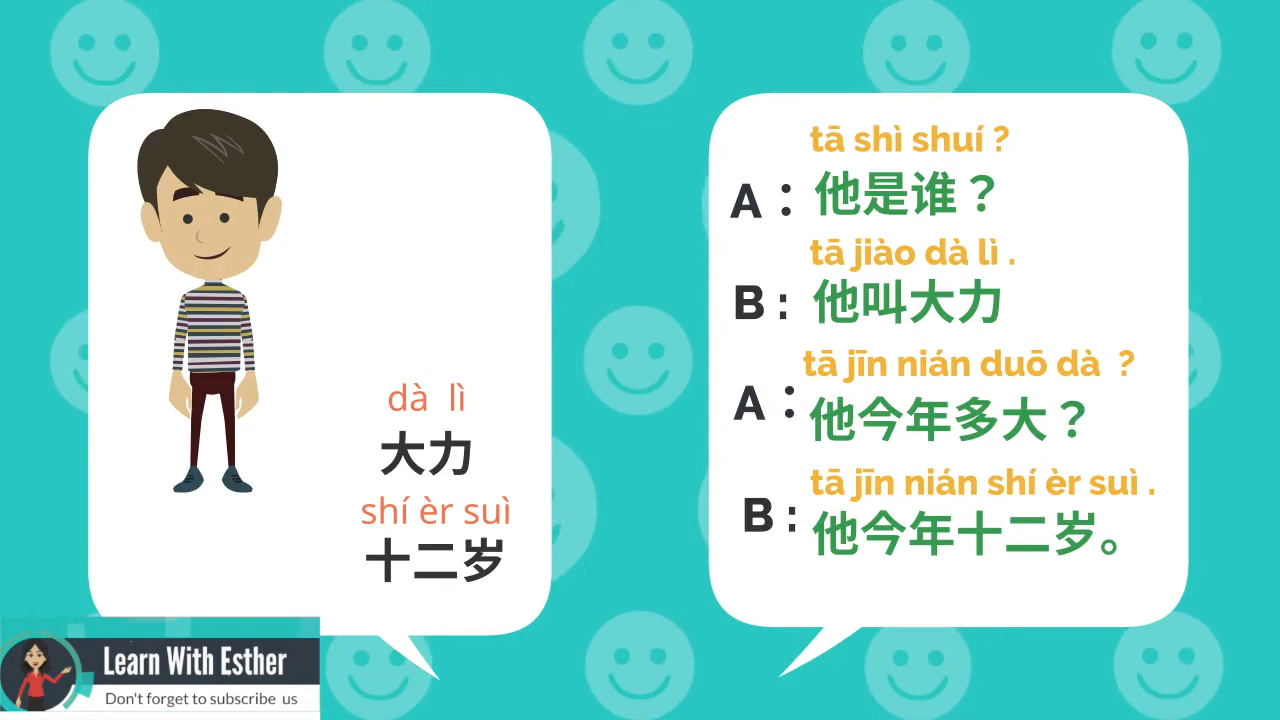 dà lì
大力
shí èr suì
十二岁
tā shì shuí ?
A：他是谁？
tā jiào dà lì .
B : 他叫大力
tā jīn nián duō dà ?
A：他今年多大？
tā jīn nián shí èr suì .
B : 他今年十二岁。
Learn With Esther
Don't forget to subscribe us